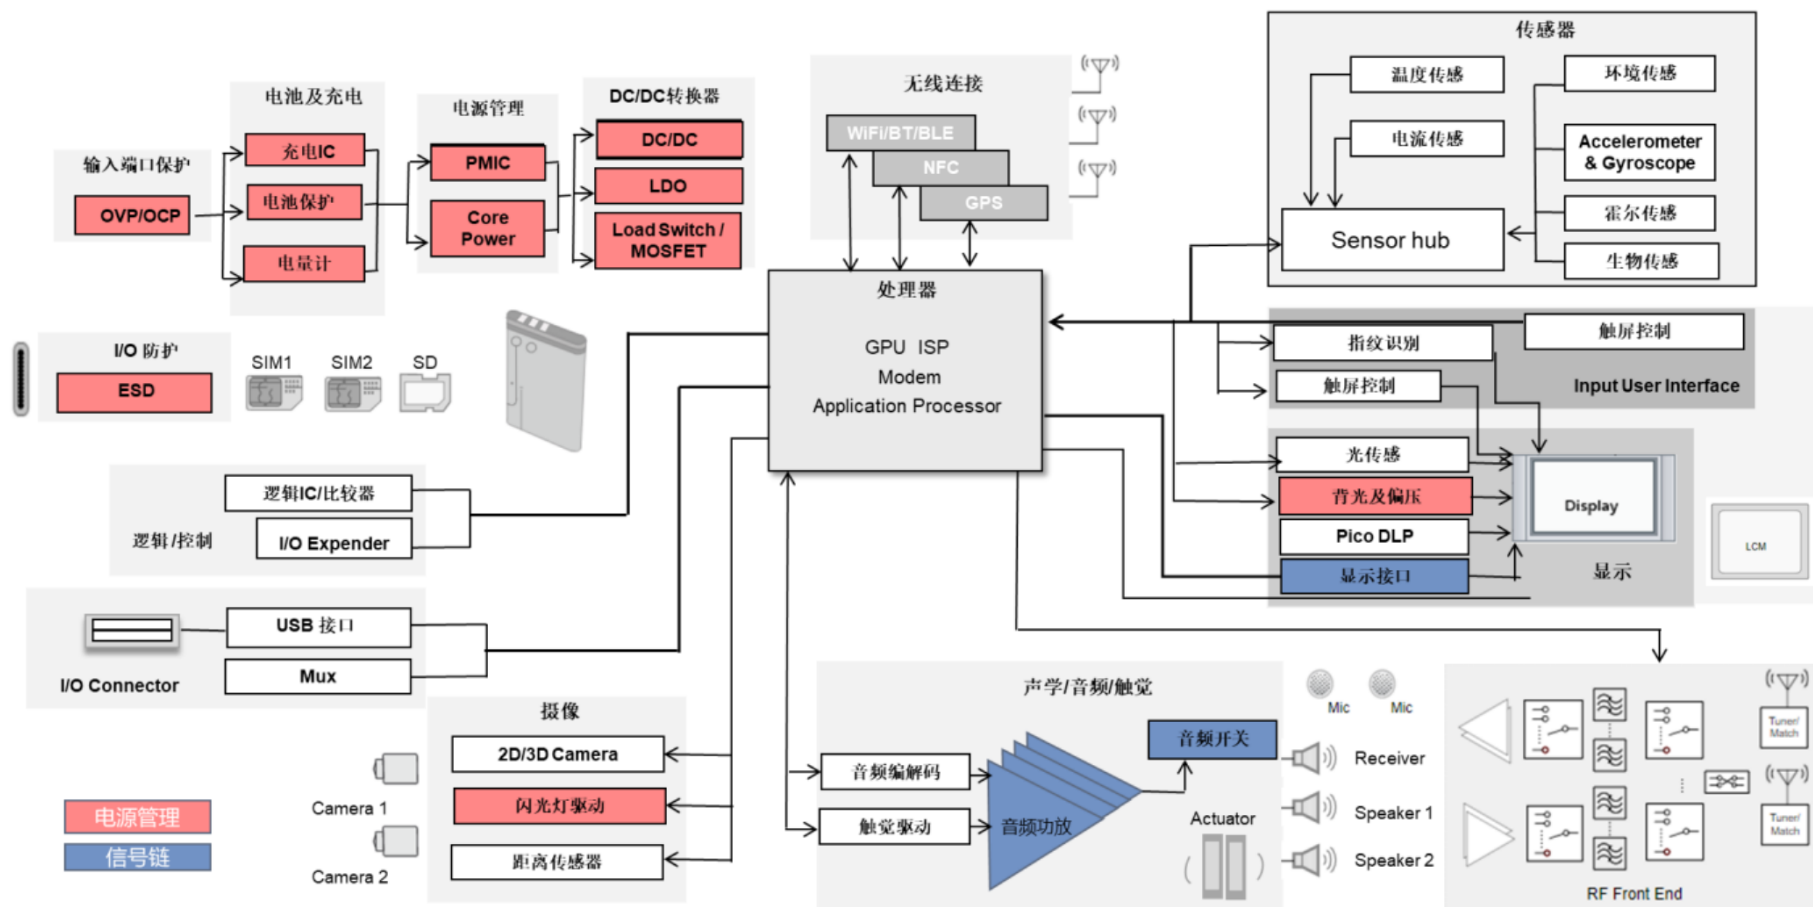 输入端口保护
OVP/OCP
电池及充电
充电IC
电池保护
电量计
电源管理
PMIC
Core
Power
DC/DC转换器
DC/DC
LDO
Load Switch /
MOSFET
无线连接
WiFi/BT/BLE
NFC
GPS
传感器
温度传感
电流传感
环境传感
Accelerometer
& Gyroscope
霍尔传感
生物传感
Sensor hub
处理器
GPU ISP
Modem
Application Processor
I/O 防护
ESD
SIM1
SIM2
SD
指纹识别
触屏控制
触屏控制
Input User Interface
光传感
背光及偏压
Pico DLP
显示接口
Display
显示
LCM
逻辑IC/比较器
I/O Expender
逻辑/控制
USB 接口
Mux
I/O Connector
摄像
2D/3D Camera
闪光灯驱动
距离传感器
Camera 1
Camera 2
电源管理
信号链
声学/音频/触觉
音频编解码
触觉驱动
音频功放
音频开关
Mic
Mic
Receiver
Speaker 1
Speaker 2
Actuator
Tuner/
Match
Tuner/
Match
RF Front End